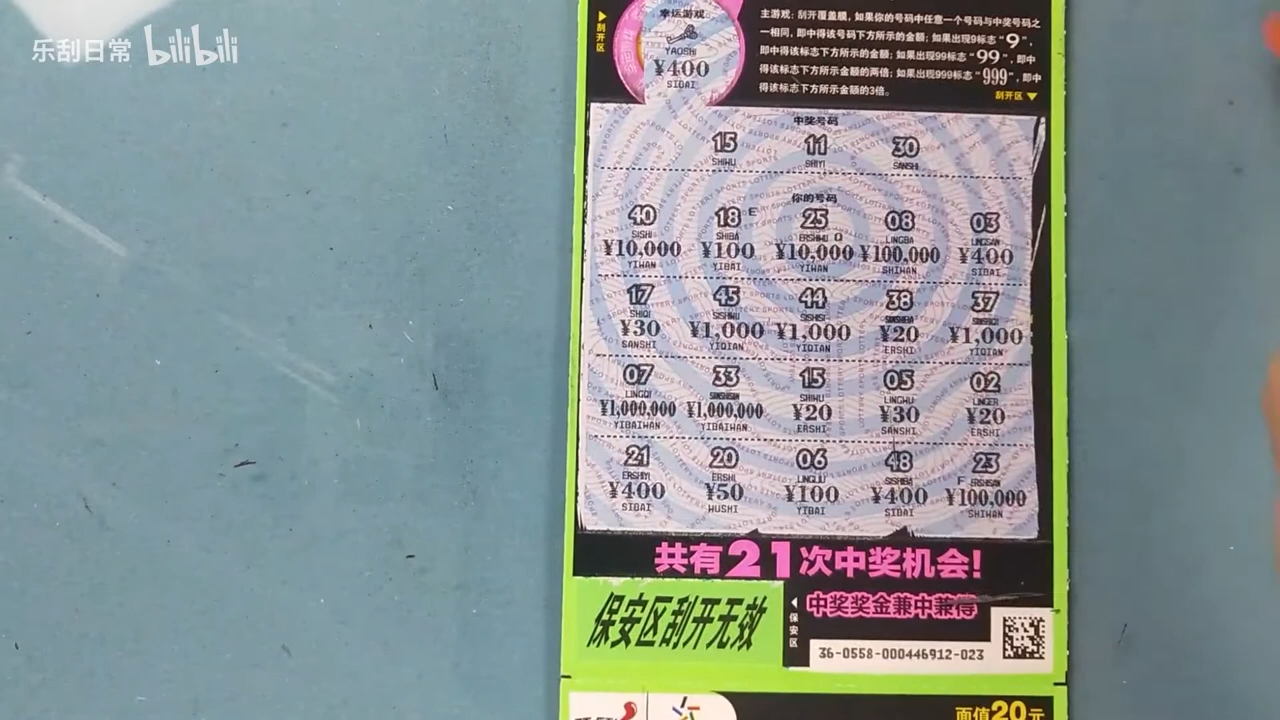 乐刮日常 bilibili
刮开区
幸运游戏
YAOSHI
¥400
SIBAI
主游戏：刮开覆盖膜，如果你的号码中任意一个号码与中奖号码之
一相同，即中得该号码下方所示的金额；如果出现9标志“9”，
即中得该标志下方所示的金额；如果出现99标志“99”，即中
得该标志下方所示金额的两倍；如果出现999标志“999”，即中
得该标志下方所示金额的3倍。
刮开区
中奖号码
15 11 30
SHIWU SHIYI SANSHI
你的号码
40 18 E 25 08 03
SISHI SHIBA ERSHWU LINGBA LINGSAN
¥10,000 ¥100 ¥10,000 ¥100,000 ¥400
YIWAN YIBAI YIWAN SHIWAN SIBAI
17 45 44 38 37
SHIQI SISHWU SISHISI
¥30 ¥1,000 ¥1,000 ¥20 ¥1,000
SANSHI YIQIAN YIQIAN ERSHI YIQIAN
07 33 15 05 02
LINGQI SHIWU LINGWU LINGER
¥1,000,000 ¥1,000,000 ¥20 ¥30 ¥20
YIBAIWAN YIBAIWAN ERSHI SANSHI ERSHI
21 20 06 48 23
ERSHIYI ERSHI LINGLIU SISHIBA F ERSHISAN
¥400 ¥50 ¥100 ¥400 ¥100,000
SIBAI WUSHI YIBAI SIBAI SHIWAN
共有21次中奖机会!
保安区刮开无效
保安区
中奖奖金兼中兼得
36-0558-000446912-023
面值20元